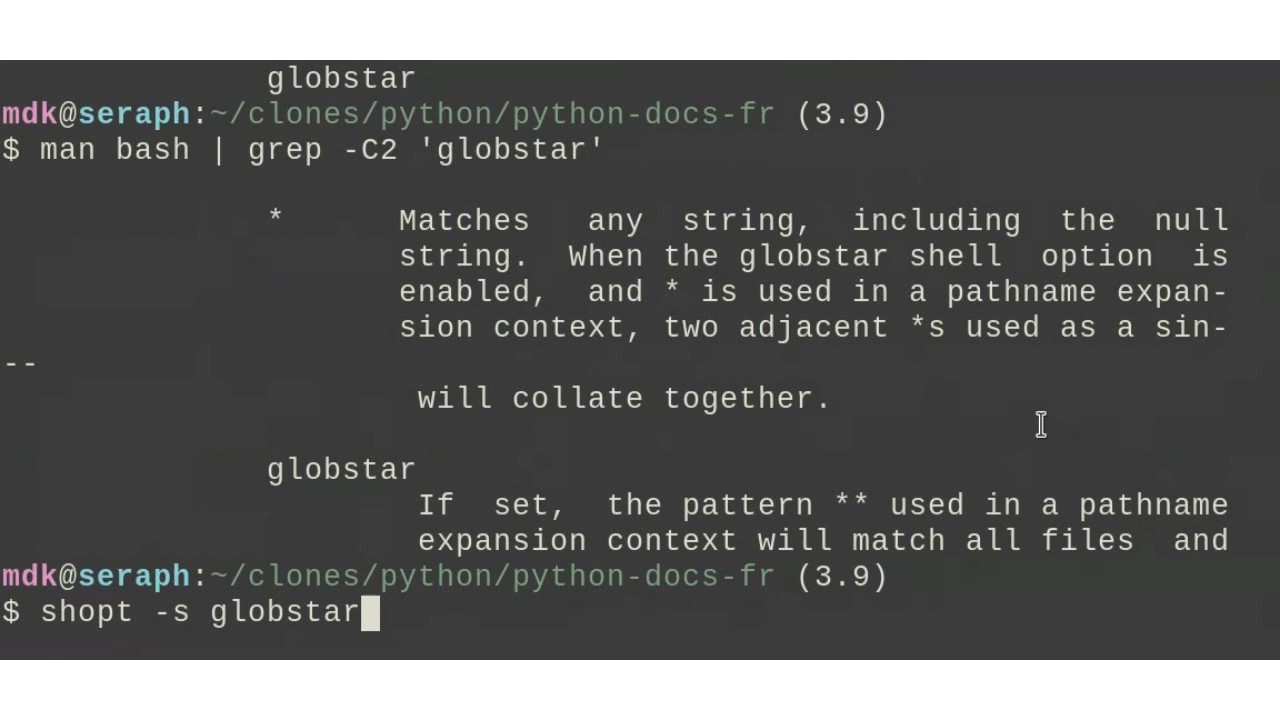 globstar
mdk@seraph:~/clones/python/python-docs-fr (3.9)
$ man bash | grep -C2 'globstar'
* Matches any string, including the null
string. When the globstar shell option is
enabled, and * is used in a pathname expan-
sion context, two adjacent *s used as a sin-
--
will collate together.
globstar
If set, the pattern ** used in a pathname
expansion context will match all files and
mdk@seraph:~/clones/python/python-docs-fr (3.9)
$ shopt -s globstar